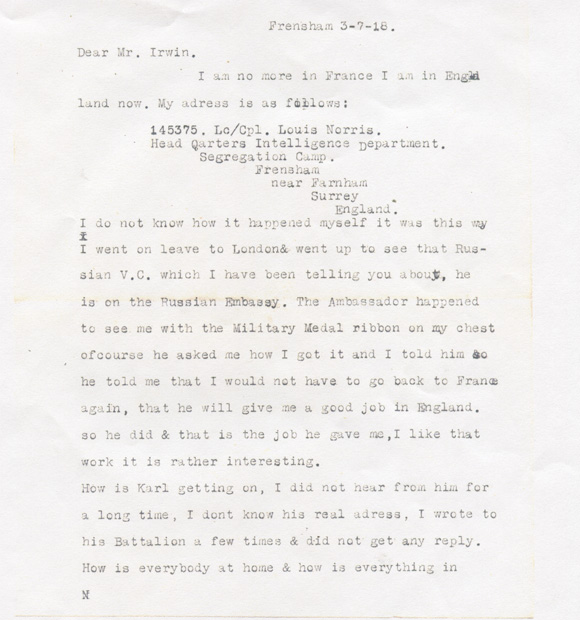 Frensham 3-7-18.
Dear Mr. Irwin.
I am no more in France I am in Eng
land now. My adress is as follows:
145375. Lc/Cpl. Louis Norris.
Head Qarters Intelligence Department.
Segregation Camp.
Frensham
near Farnham
Surrey
England.
I do not know how it happened myself it was this wy
I
I went on leave to London& went up to see that Rus-
sian V.C. which I have been telling you about, he
is on the Russian Embassy. The Ambassador happened
to see me with the Military Medal ribbon on my chest
ofcourse he asked me how I got it and I told him so
he told me that I would not have to go back to France
again, that he will give me a good job in England.
so he did & that is the job he gave me,I like that
work it is rather interesting.
How is Karl getting on, I did not hear from him for
a long time, I dont know his real adress, I wrote to
his Battalion a few times & did not get any reply.
How is everybody at home & how is everything in